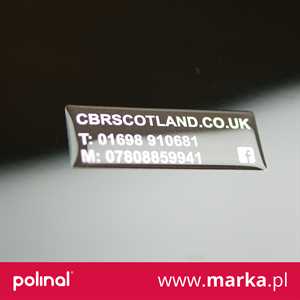 CBRSCOTLAND.CO.UK
T: 01698 910681
M: 07808859941
f
polinal
www.marka.pl